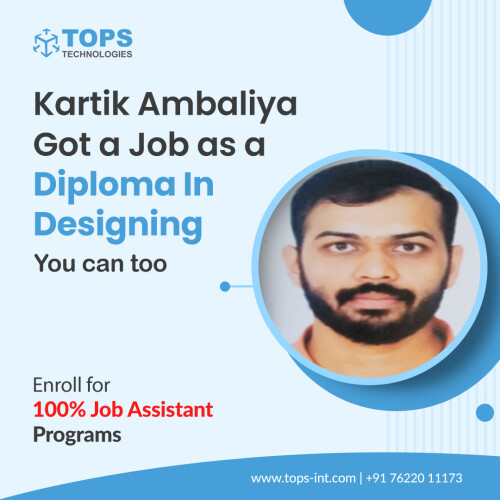 TOPS
TECHNOLOGIES
Kartik Ambaliya
Got a Job as a
Diploma In
Designing
You can too
Enroll for
100% Job Assistant
Programs
www.tops-int.com | +91 76220 11173